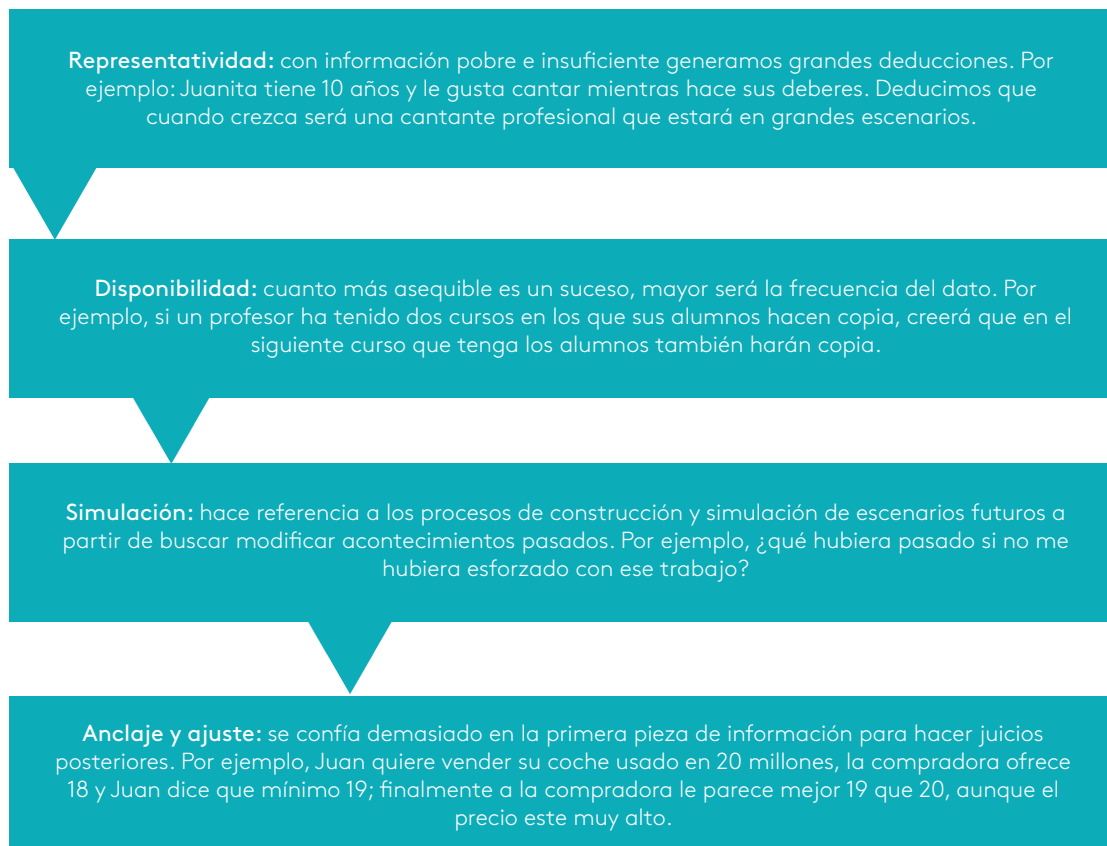 Representatividad: con información pobre e insuficiente generamos grandes deducciones. Por
ejemplo: Juanita tiene 10 años y le gusta cantar mientras hace sus deberes. Deducimos que
cuando crezca será una cantante profesional que estará en grandes escenarios.
Disponibilidad: cuanto más asequible es un suceso, mayor será la frecuencia del dato. Por
ejemplo, si un profesor ha tenido dos cursos en los que sus alumnos hacen copia, creerá que en el
siguiente curso que tenga los alumnos también harán copia.
Simulación: hace referencia a los procesos de construcción y simulación de escenarios futuros a
partir de buscar modificar acontecimientos pasados. Por ejemplo, ¿qué hubiera pasado si no me
hubiera esforzado con ese trabajo?
Anclaje y ajuste: se confía demasiado en la primera pieza de información para hacer juicios
posteriores. Por ejemplo, Juan quiere vender su coche usado en 20 millones, la compradora ofrece
18 y Juan dice que mínimo 19; finalmente a la compradora le parece mejor 19 que 20, aunque el
precio este muy alto.